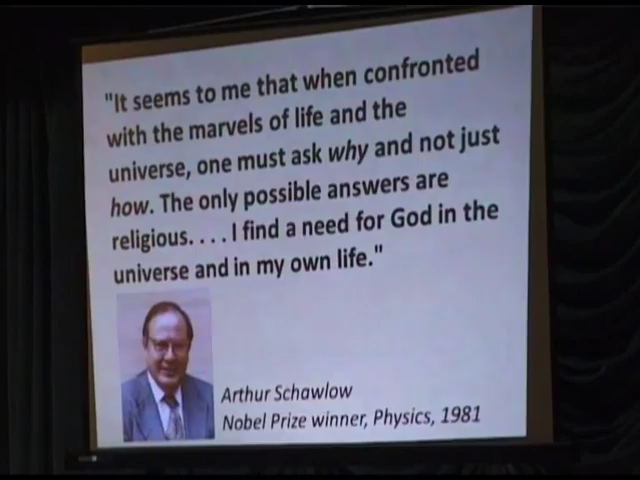 "It seems to me that when confronted
with the marvels of life and the
universe, one must ask why and not just
how. The only possible answers are
religious. . . . I find a need for God in the
universe and in my own life."
Arthur Schawlow
Nobel Prize winner, Physics, 1981